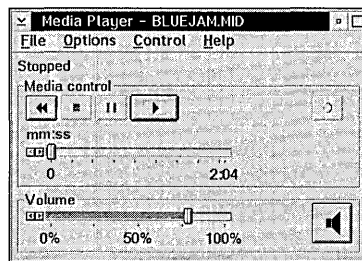 Media Player - BLUEJAM.MID
File Options Control Help
Stopped
Media control
mm:ss
0 2:04
Volume
0% 50% 100%